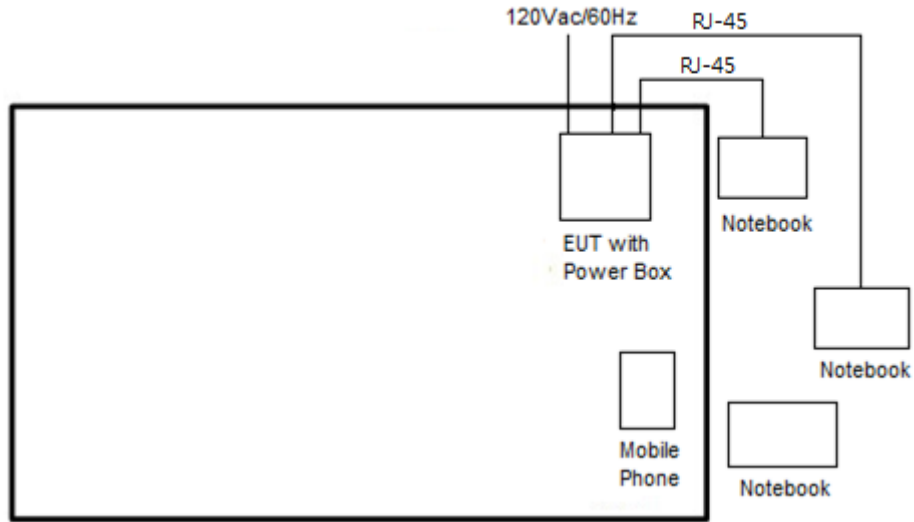 120Vac/60Hz
RJ-45
RJ-45
Notebook
EUT with
Power Box
Notebook
Mobile
Phone
Notebook